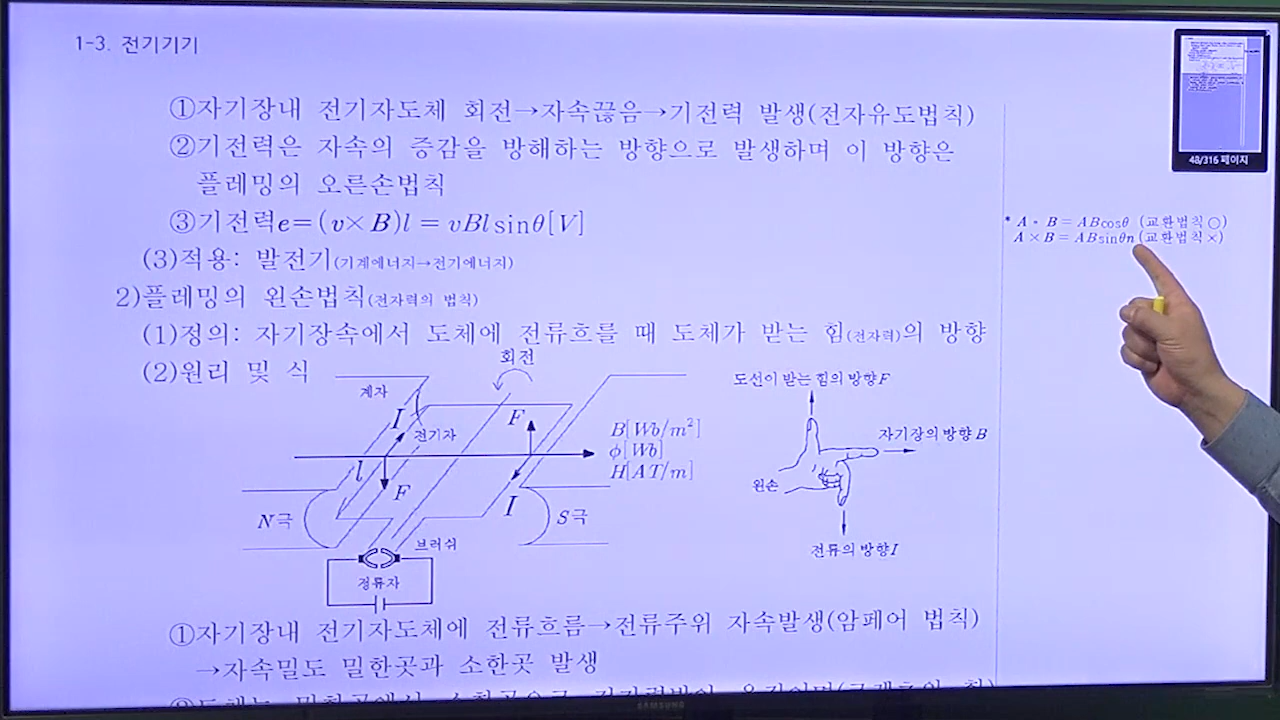 1-3. 전기기기
48/316 페이지
①자기장내 전기자도체 회전→자속끊음→기전력 발생(전자유도법칙)
②기전력은 자속의 증감을 방해하는 방향으로 발생하며 이 방향은
플레밍의 오른손법칙
③기전력e=(v×B)l = vBlsinθ[V]
* A • B = ABcosθ (교환법칙○)
A × B = ABsinθn(교환법칙×)
(3)적용: 발전기(기계에너지→전기에너지)
2)플레밍의 왼손법칙(전자력의 법칙)
(1)정의: 자기장속에서 도체에 전류흐를 때 도체가 받는 힘(전자력)의 방향
(2)원리 및 식
회전
계자
I
F
전기자
B[Wb/m²]
ϕ[Wb]
H[AT/m]
l
F
I
N극
S극
브러쉬
정류자
도선이 받는 힘의 방향F
자기장의 방향B
왼손
전류의 방향I
①자기장내 전기자도체에 전류흐름→전류주위 자속발생(암페어 법칙)
→자속밀도 밀한곳과 소한곳 발생
SAMSUNG